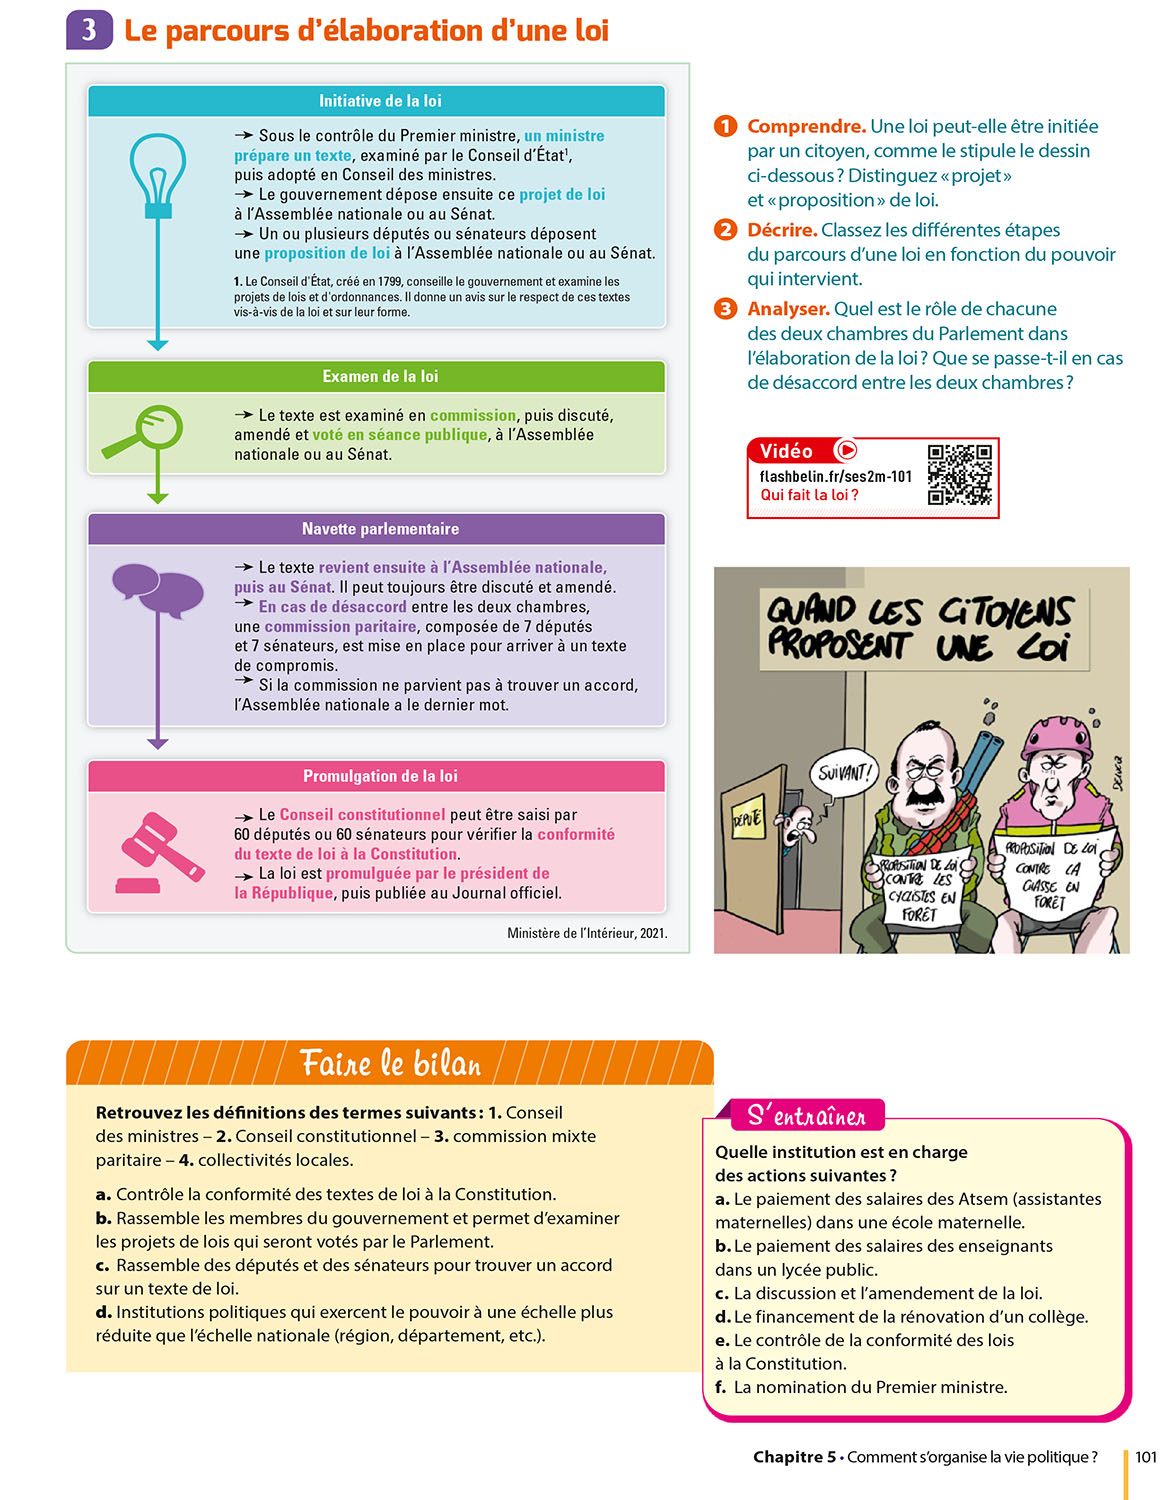 3 Le parcours d’élaboration d’une loi
Initiative de la loi
→ Sous le contrôle du Premier ministre, un ministre
prépare un texte, examiné par le Conseil d’État¹,
puis adopté en Conseil des ministres.
→ Le gouvernement dépose ensuite ce projet de loi
à l’Assemblée nationale ou au Sénat.
→ Un ou plusieurs députés ou sénateurs déposent
une proposition de loi à l’Assemblée nationale ou au Sénat.
1. Le Conseil d’État, créé en 1799, conseille le gouvernement et examine les
projets de lois et d’ordonnances. Il donne un avis sur le respect de ces textes
vis-à-vis de la loi et sur leur forme.
Examen de la loi
→ Le texte est examiné en commission, puis discuté,
amendé et voté en séance publique, à l’Assemblée
nationale ou au Sénat.
Navette parlementaire
→ Le texte revient ensuite à l’Assemblée nationale,
puis au Sénat. Il peut toujours être discuté et amendé.
→ En cas de désaccord entre les deux chambres,
une commission paritaire, composée de 7 députés
et 7 sénateurs, est mise en place pour arriver à un texte
de compromis.
→ Si la commission ne parvient pas à trouver un accord,
l’Assemblée nationale a le dernier mot.
Promulgation de la loi
→ Le Conseil constitutionnel peut être saisi par
60 députés ou 60 sénateurs pour vérifier la conformité
du texte de loi à la Constitution.
→ La loi est promulguée par le président de
la République, puis publiée au Journal officiel.
Ministère de l’Intérieur, 2021.
1 Comprendre. Une loi peut-elle être initiée
par un citoyen, comme le stipule le dessin
ci-dessous ? Distinguez « projet »
et « proposition » de loi.
2 Décrire. Classez les différentes étapes
du parcours d’une loi en fonction du pouvoir
qui intervient.
3 Analyser. Quel est le rôle de chacune
des deux chambres du Parlement dans
l’élaboration de la loi ? Que se passe-t-il en cas
de désaccord entre les deux chambres ?
Vidéo
flashbelin.fr/ses2m-101
Qui fait la loi ?
QUAND LES CITOYENS
PROPOSENT UNE LOI
SUIVANT !
DÉPUTÉ
PROPOSITION DE LOI
CONTRE LES
CYCLISTES EN
FORÊT
PROPOSITION DE LOI
CONTRE LA
CHASSE EN
FORÊT
DELUCQ
Faire le bilan
Retrouvez les définitions des termes suivants : 1. Conseil
des ministres – 2. Conseil constitutionnel – 3. commission mixte
paritaire – 4. collectivités locales.
a. Contrôle la conformité des textes de loi à la Constitution.
b. Rassemble les membres du gouvernement et permet d’examiner
les projets de lois qui seront votés par le Parlement.
c. Rassemble des députés et des sénateurs pour trouver un accord
sur un texte de loi.
d. Institutions politiques qui exercent le pouvoir à une échelle plus
réduite que l’échelle nationale (région, département, etc.).
S’entraîner
Quelle institution est en charge
des actions suivantes ?
a. Le paiement des salaires des Atsem (assistantes
maternelles) dans une école maternelle.
b. Le paiement des salaires des enseignants
dans un lycée public.
c. La discussion et l’amendement de la loi.
d. Le financement de la rénovation d’un collège.
e. Le contrôle de la conformité des lois
à la Constitution.
f. La nomination du Premier ministre.
Chapitre 5 • Comment s’organise la vie politique ? 101